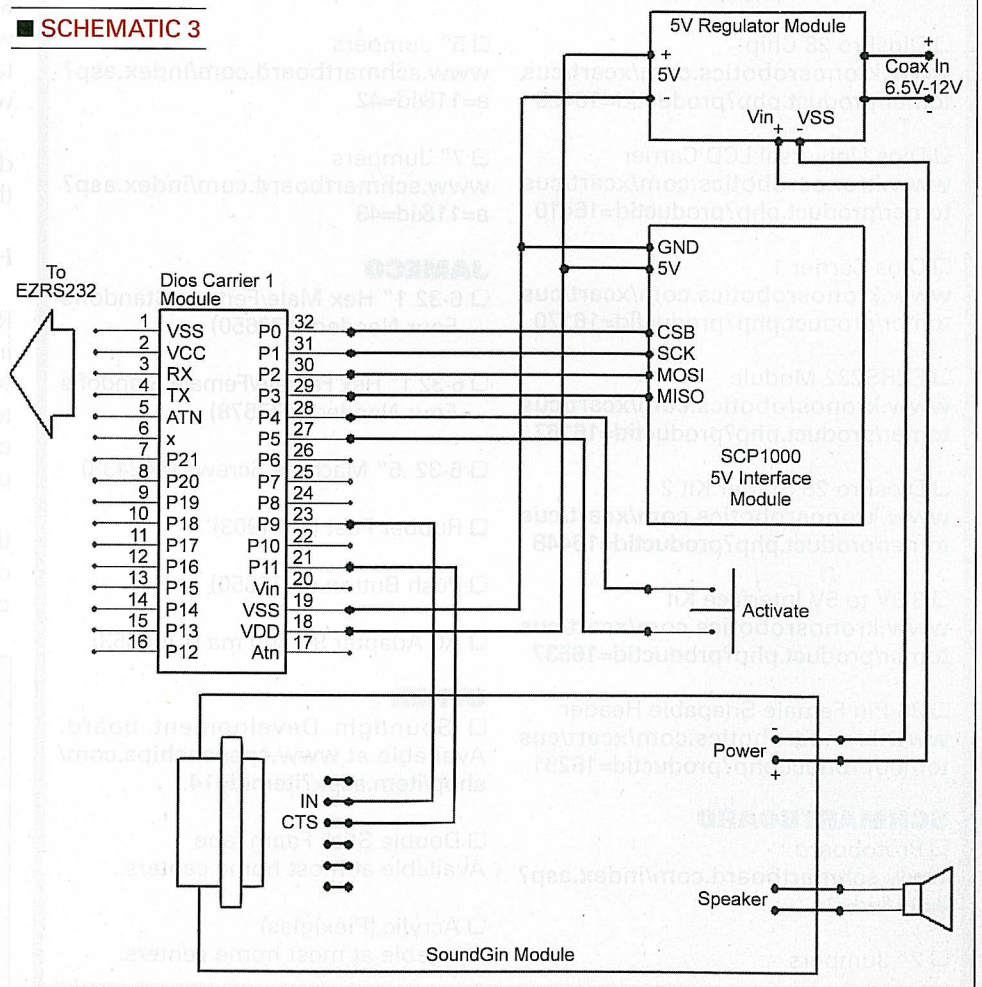 SCHEMATIC 3
5V Regulator Module
+
5V
-
+
Coax In
6.5V-12V
-
Vin
+
VSS
-
GND
5V
CSB
SCK
MOSI
MISO
SCP1000
5V Interface
Module
To
EZRS232
Dios Carrier 1
Module
1 VSS P0 32
2 VCC P1 31
3 RX P2 30
4 TX P3 29
5 ATN P4 28
6 x P5 27
7 P21 P6 26
8 P20 P7 25
9 P19 P8 24
10 P18 P9 23
11 P17 P10 22
12 P16 P11 21
13 P15 Vin 20
14 P14 VSS 19
15 P13 VDD 18
16 P12 Atn 17
Activate
-
Power
+
IN
CTS
Speaker
SoundGin Module